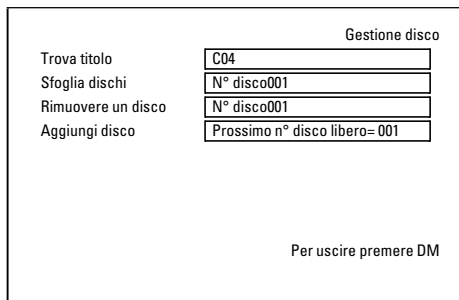 Gestione disco
Trova titolo C04
Sfoglia dischi N° disco001
Rimuovere un disco N° disco001
Aggiungi disco Prossimo n° disco libero= 001
Per uscire premere DM